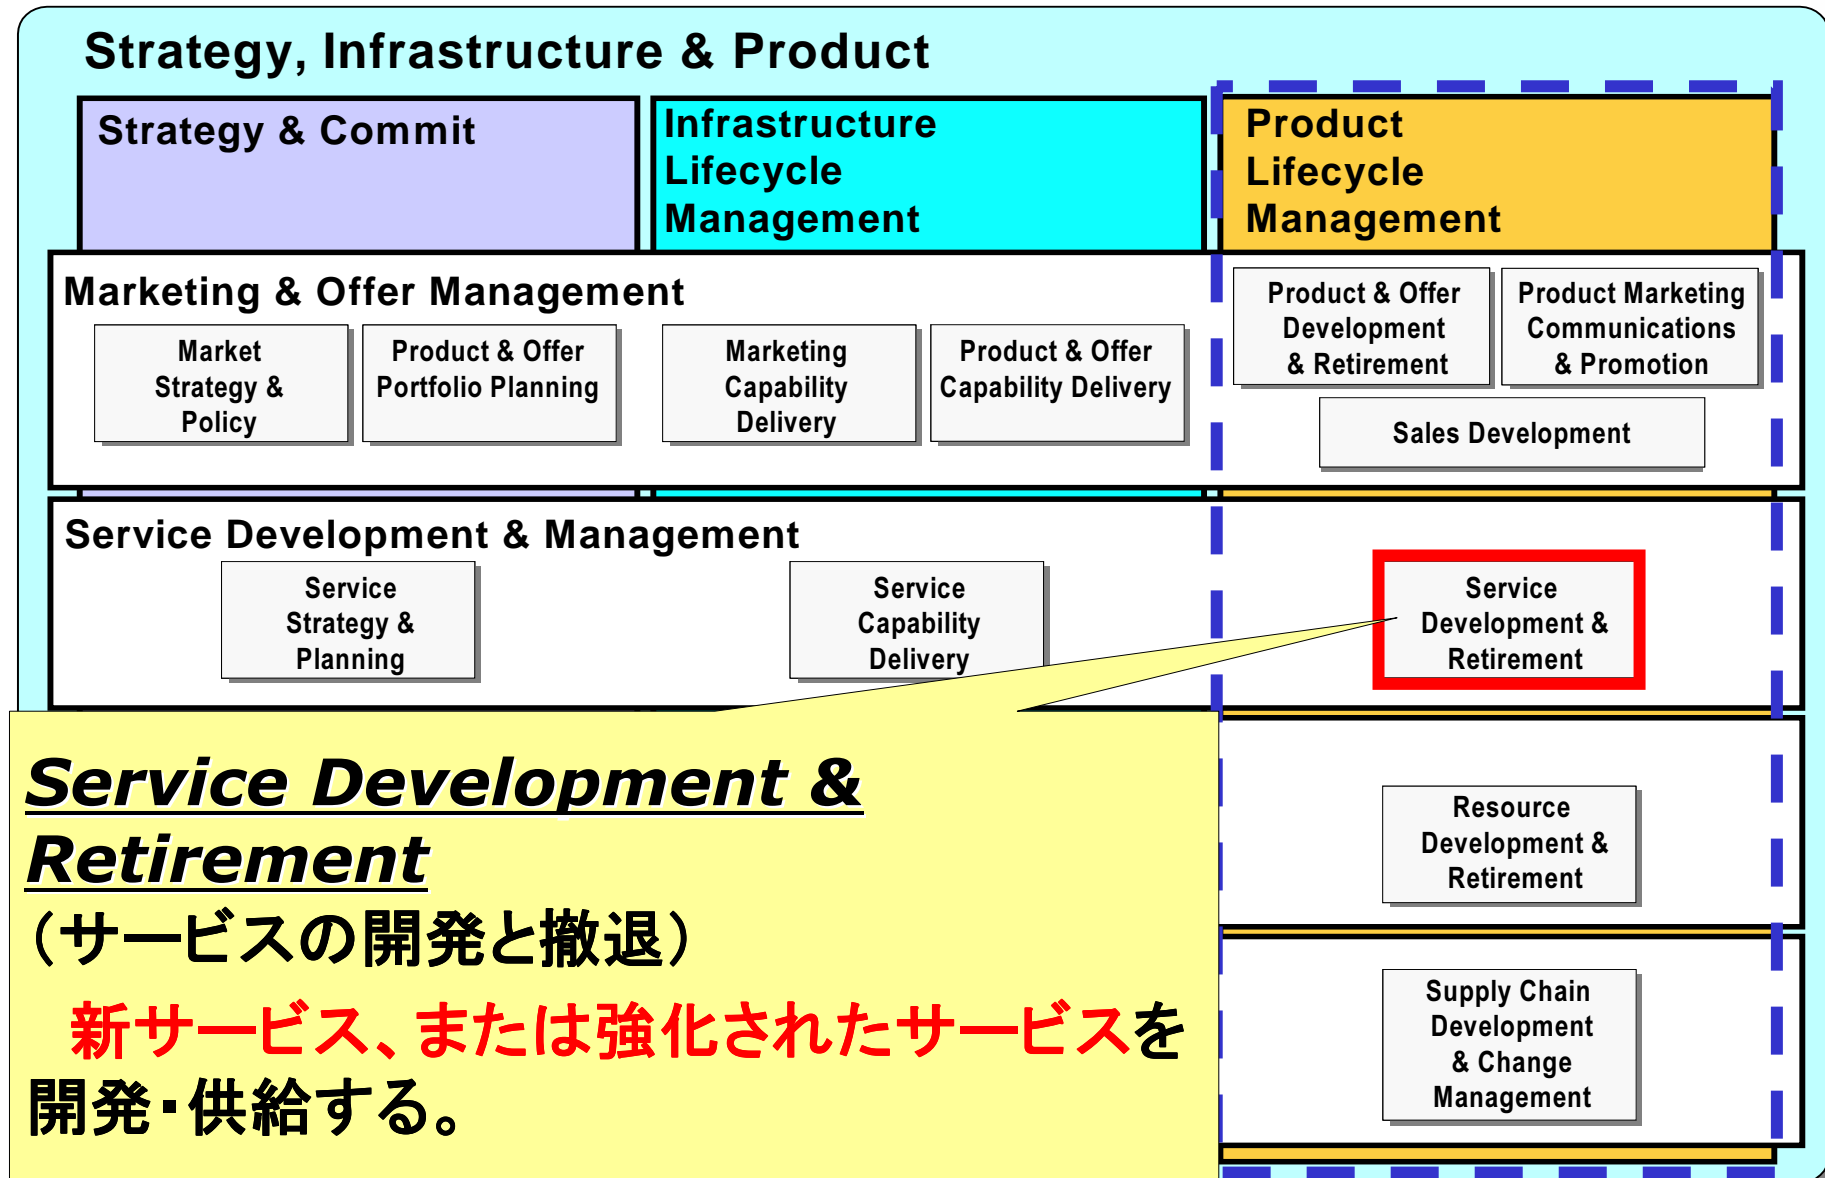 Strategy, Infrastructure & Product
Strategy & Commit
Infrastructure
Lifecycle
Management
Product
Lifecycle
Management
Marketing & Offer Management
Market
Strategy &
Policy
Product & Offer
Portfolio Planning
Marketing
Capability
Delivery
Product & Offer
Capability Delivery
Product & Offer
Development
& Retirement
Product Marketing
Communications
& Promotion
Sales Development
Service Development & Management
Service
Strategy &
Planning
Service
Capability
Delivery
Service
Development &
Retirement
Service Development &
Retirement
（サービスの開発と撤退）
新サービス、または強化されたサービスを
開発・供給する。
Resource
Development &
Retirement
Supply Chain
Development
& Change
Management